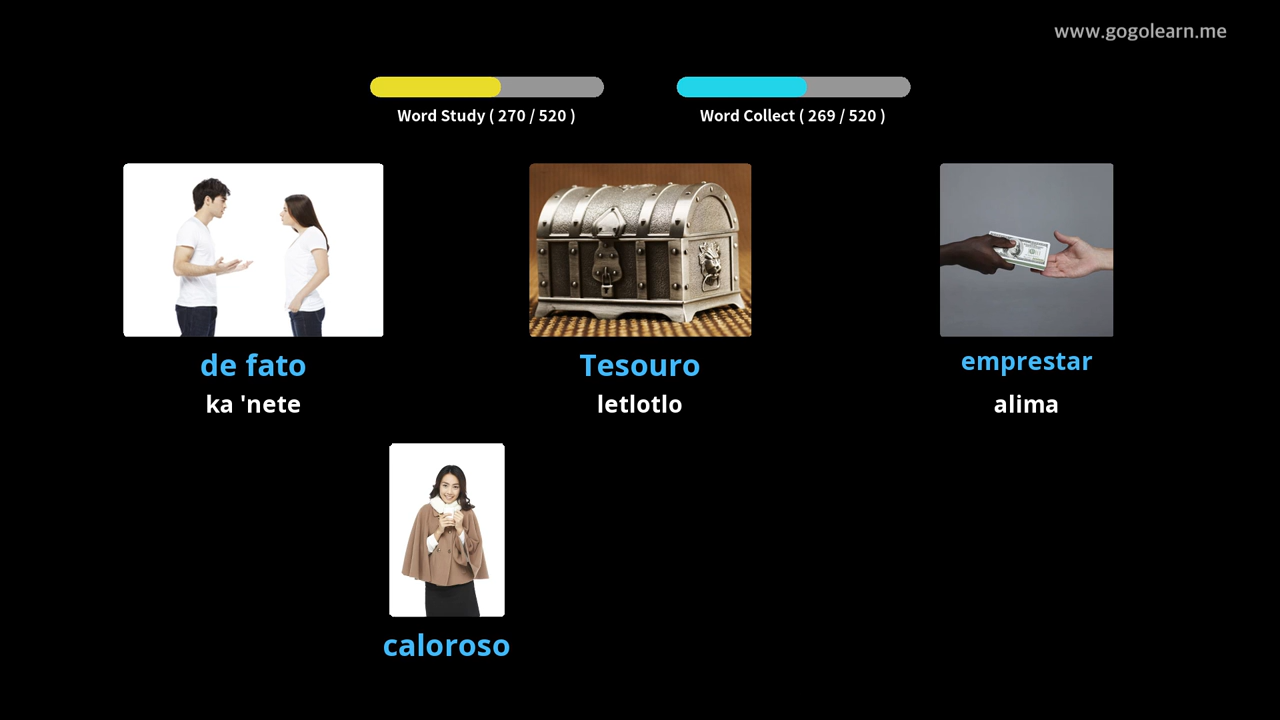 www.gogolearn.me
Word Study ( 270 / 520 )
Word Collect ( 269 / 520 )
de fato
ka 'nete
Tesouro
letlotlo
emprestar
alima
caloroso